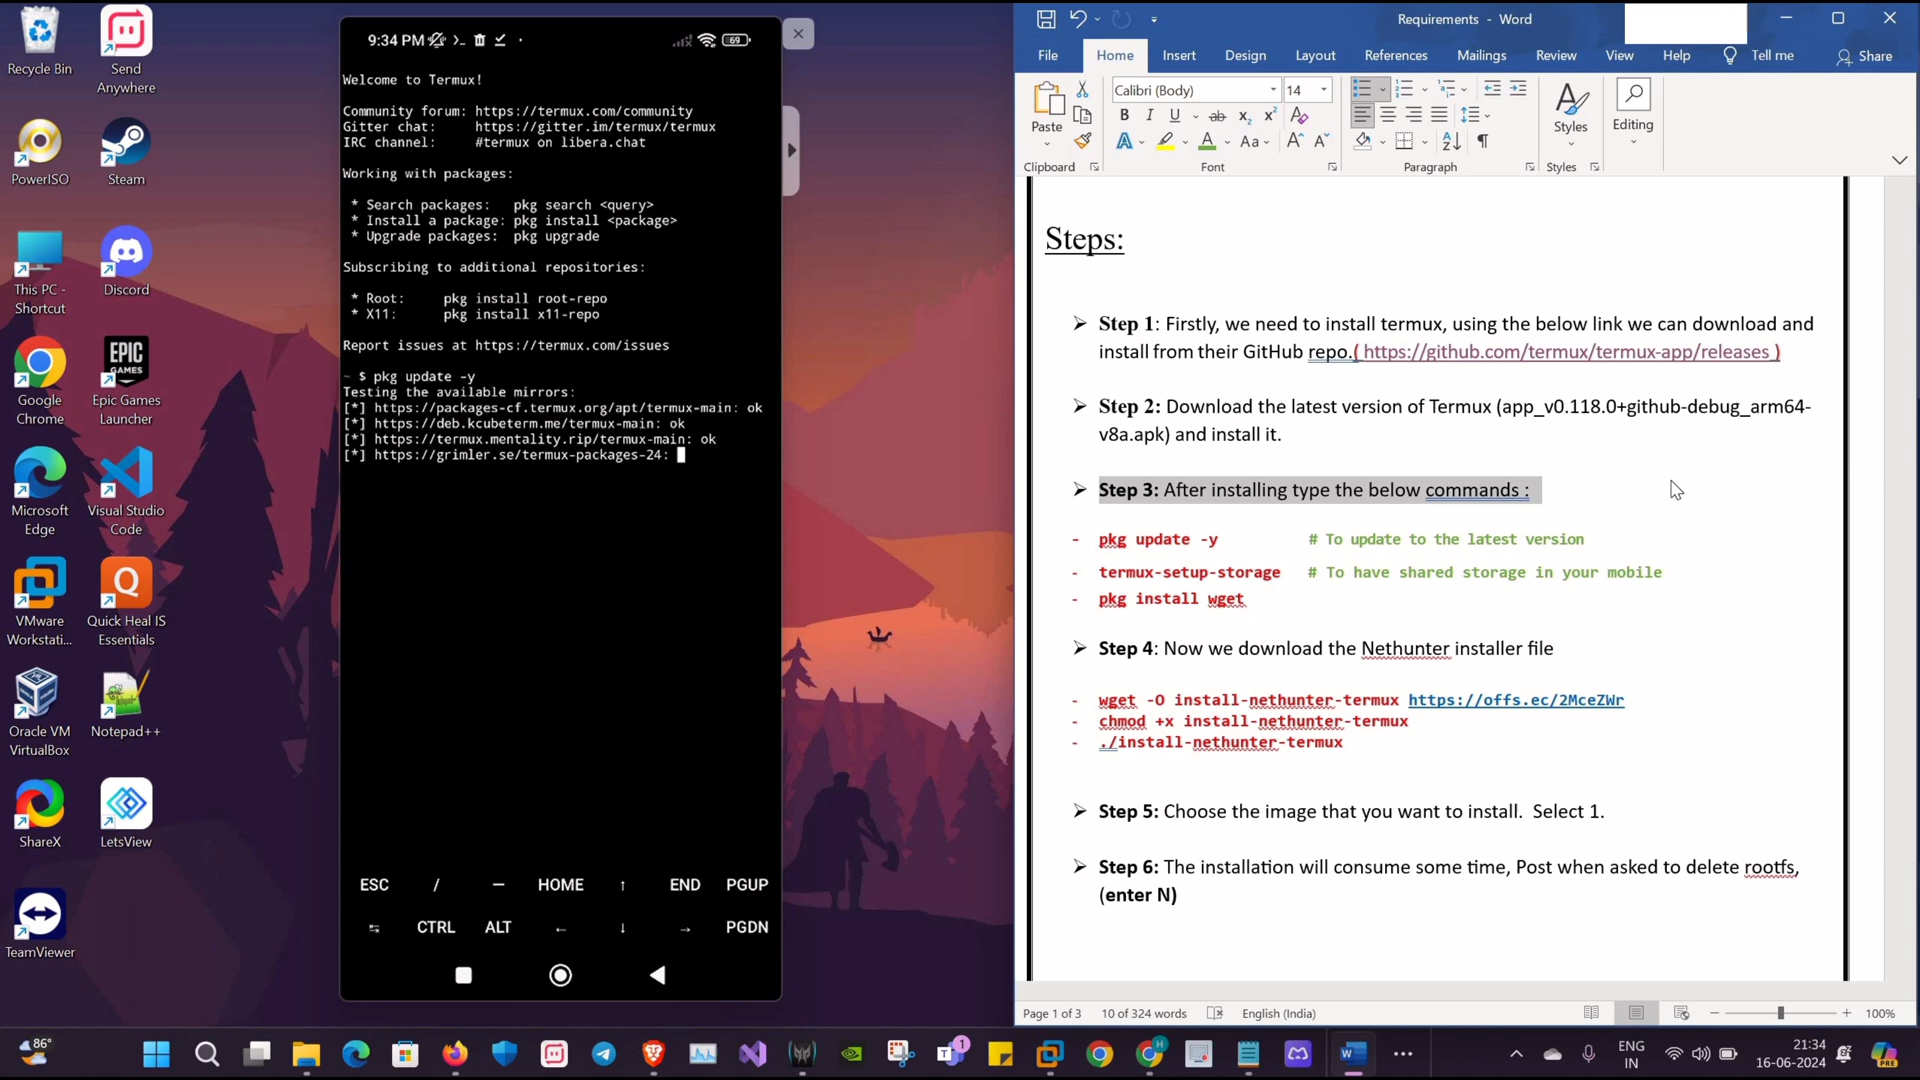 Recycle Bin
Send Anywhere
PowerISO
Steam
This PC - Shortcut
Discord
Google Chrome
Epic Games Launcher
Microsoft Edge
Visual Studio Code
VMware Workstati...
Quick Heal IS Essentials
Oracle VM VirtualBox
Notepad++
ShareX
LetsView
TeamViewer
EPIC GAMES
9:34 PM
69
Welcome to Termux!
Community forum: https://termux.com/community
Gitter chat: https://gitter.im/termux/termux
IRC channel: #termux on libera.chat
Working with packages:
* Search packages: pkg search <query>
* Install a package: pkg install <package>
* Upgrade packages: pkg upgrade
Subscribing to additional repositories:
* Root: pkg install root-repo
* X11: pkg install x11-repo
Report issues at https://termux.com/issues
~ $ pkg update -y
Testing the available mirrors:
[*] https://packages-cf.termux.org/apt/termux-main: ok
[*] https://deb.kcubeterm.me/termux-main: ok
[*] https://termux.mentality.rip/termux-main: ok
[*] https://grimler.se/termux-packages-24:
ESC / — HOME ↑ END PGUP
↹ CTRL ALT ← ↓ → PGDN
Requirements - Word
File Home Insert Design Layout References Mailings Review View Help Tell me Share
Calibri (Body) 14
Paste
Styles
Editing
Clipboard Font Paragraph Styles
Steps:
➢ Step 1: Firstly, we need to install termux, using the below link we can download and
install from their GitHub repo.( https://github.com/termux/termux-app/releases )
➢ Step 2: Download the latest version of Termux (app_v0.118.0+github-debug_arm64-
v8a.apk) and install it.
➢ Step 3: After installing type the below commands :
- pkg update -y # To update to the latest version
- termux-setup-storage # To have shared storage in your mobile
- pkg install wget
➢ Step 4: Now we download the Nethunter installer file
- wget -O install-nethunter-termux https://offs.ec/2MceZWr
- chmod +x install-nethunter-termux
- ./install-nethunter-termux
➢ Step 5: Choose the image that you want to install. Select 1.
➢ Step 6: The installation will consume some time, Post when asked to delete rootfs,
(enter N)
Page 1 of 3 10 of 324 words English (India) 100%
86°
1
ENG
IN
21:34
16-06-2024
PRE